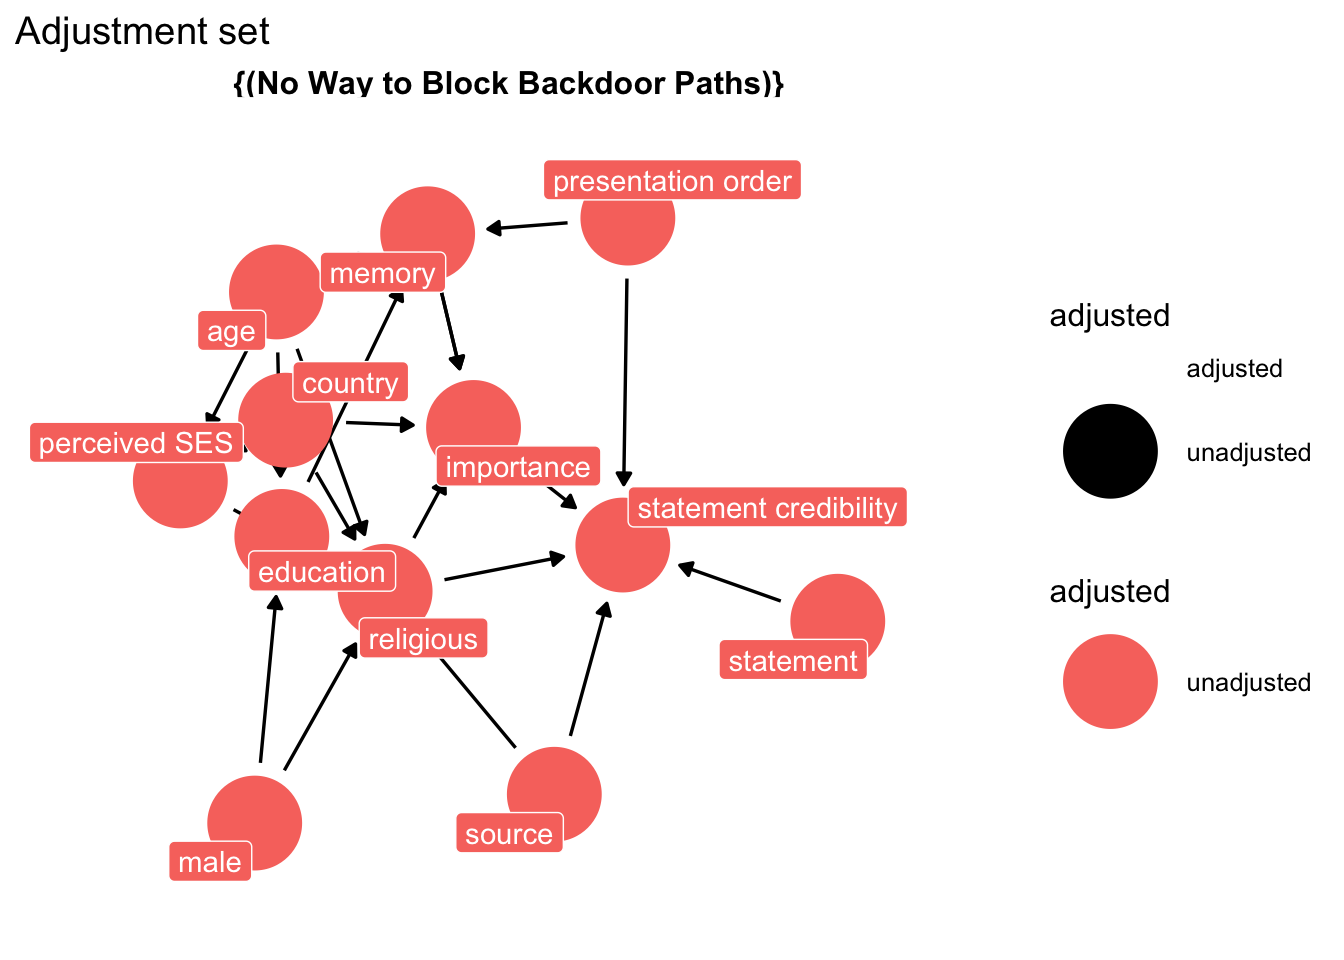 Adjustment set
{(No Way to Block Backdoor Paths)}
presentation order
memory
age
country
perceived SES
importance
statement credibility
education
religious
statement
source
male
adjusted
adjusted
unadjusted
adjusted
unadjusted